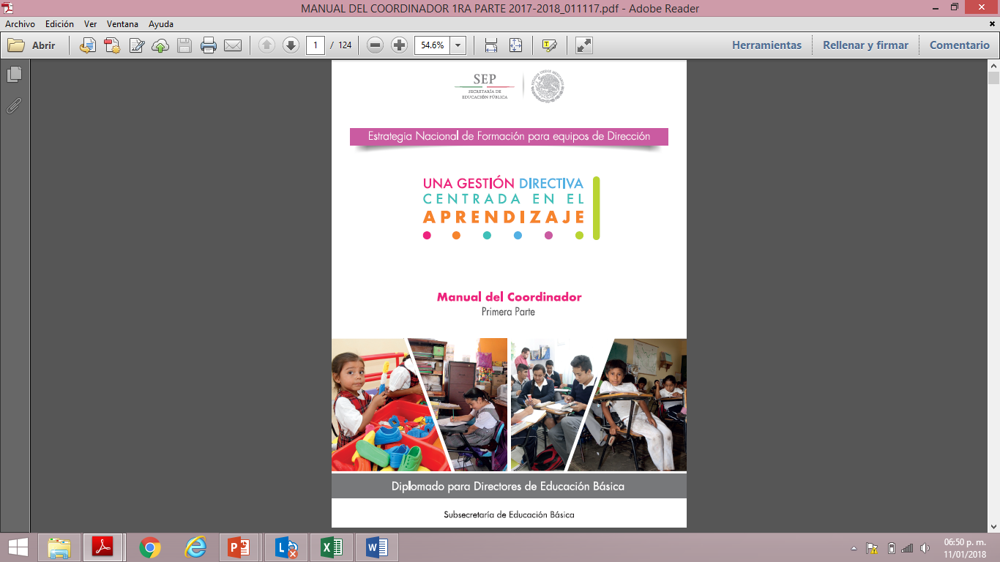 MANUAL DEL COORDINADOR 1RA PARTE 2017-2018_011117.pdf - Adobe Reader
Archivo Edición Ver Ventana Ayuda
Abrir 1 / 124 54.6% Herramientas Rellenar y firmar Comentario
SEP
SECRETARÍA DE
EDUCACIÓN PÚBLICA
Estrategia Nacional de Formación para equipos de Dirección
UNA GESTIÓN DIRECTIVA
CENTRADA EN EL
APRENDIZAJE
Manual del Coordinador
Primera Parte
Diplomado para Directores de Educación Básica
Subsecretaría de Educación Básica
06:50 p. m.
11/01/2018